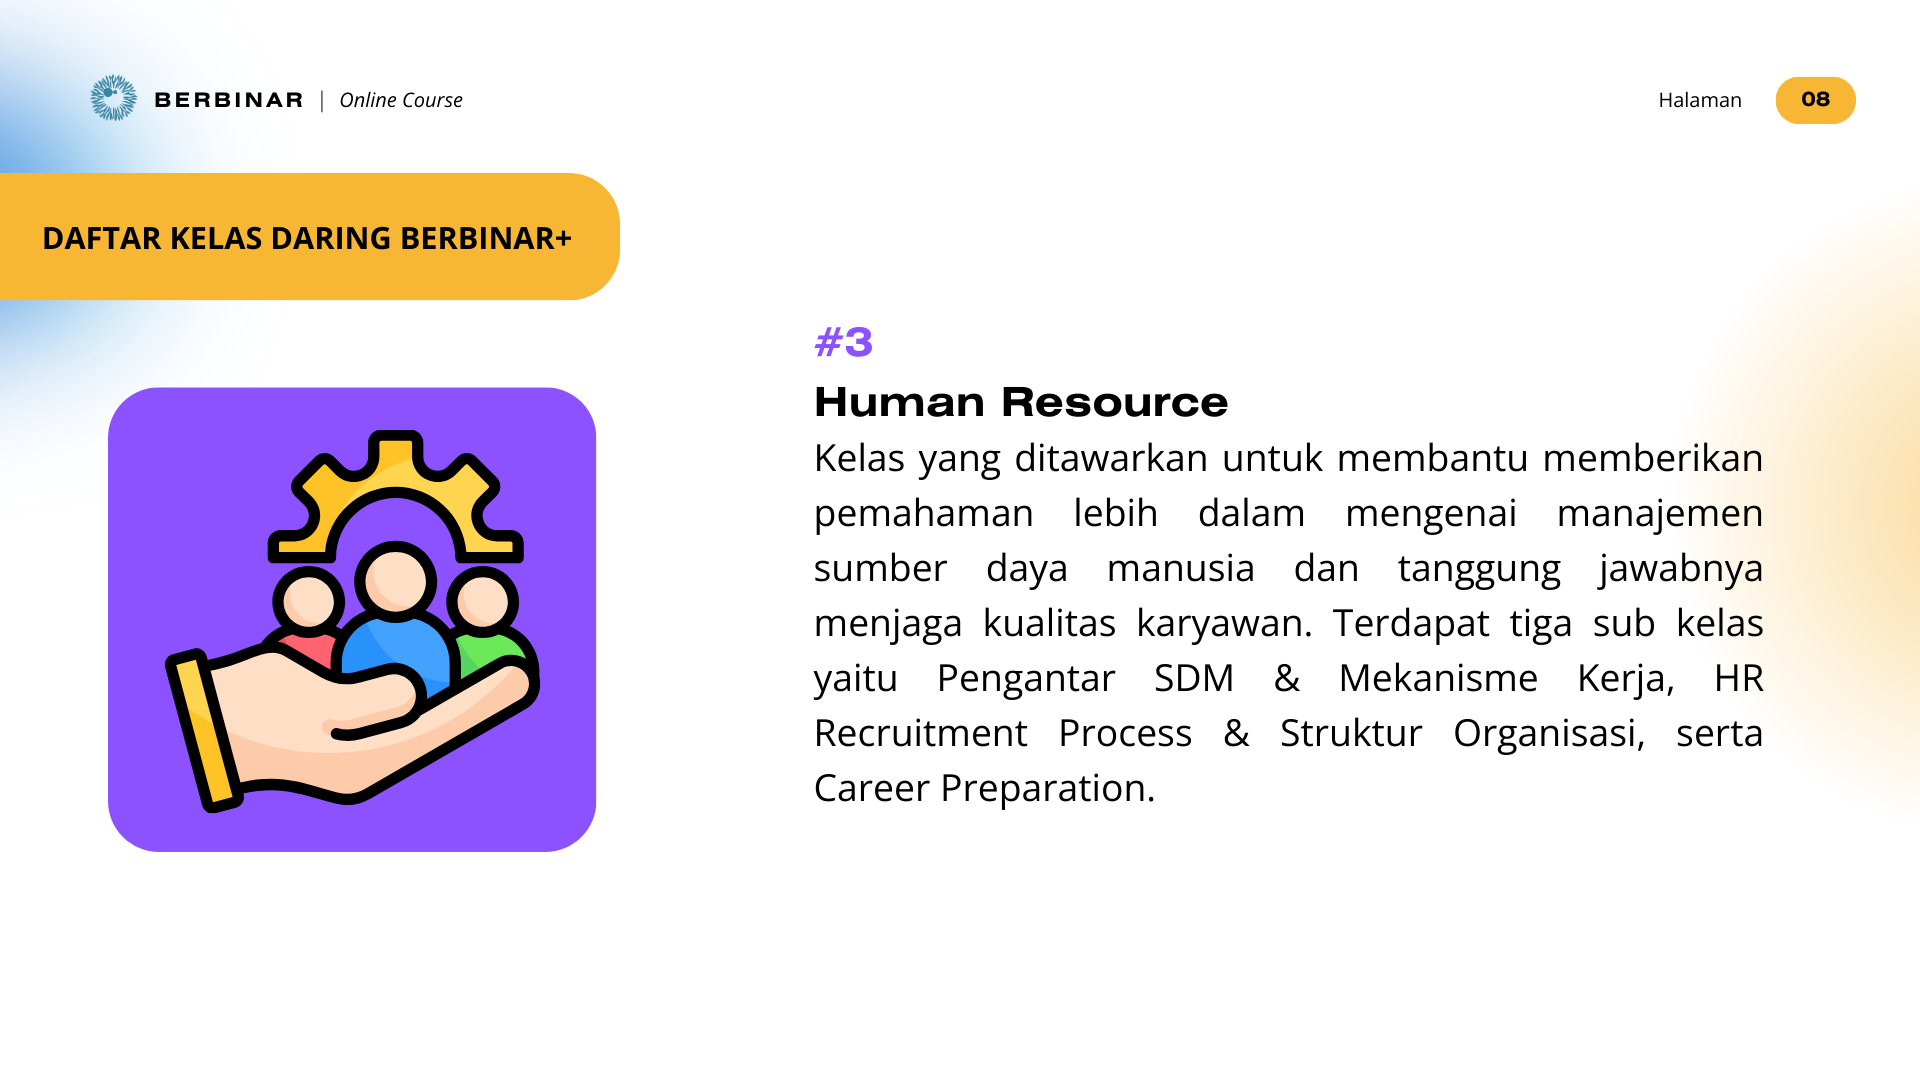 BERBINAR | Online Course
Halaman 08
DAFTAR KELAS DARING BERBINAR+
#3
Human Resource
Kelas yang ditawarkan untuk membantu memberikan
pemahaman lebih dalam mengenai manajemen
sumber daya manusia dan tanggung jawabnya
menjaga kualitas karyawan. Terdapat tiga sub kelas
yaitu Pengantar SDM & Mekanisme Kerja, HR
Recruitment Process & Struktur Organisasi, serta
Career Preparation.